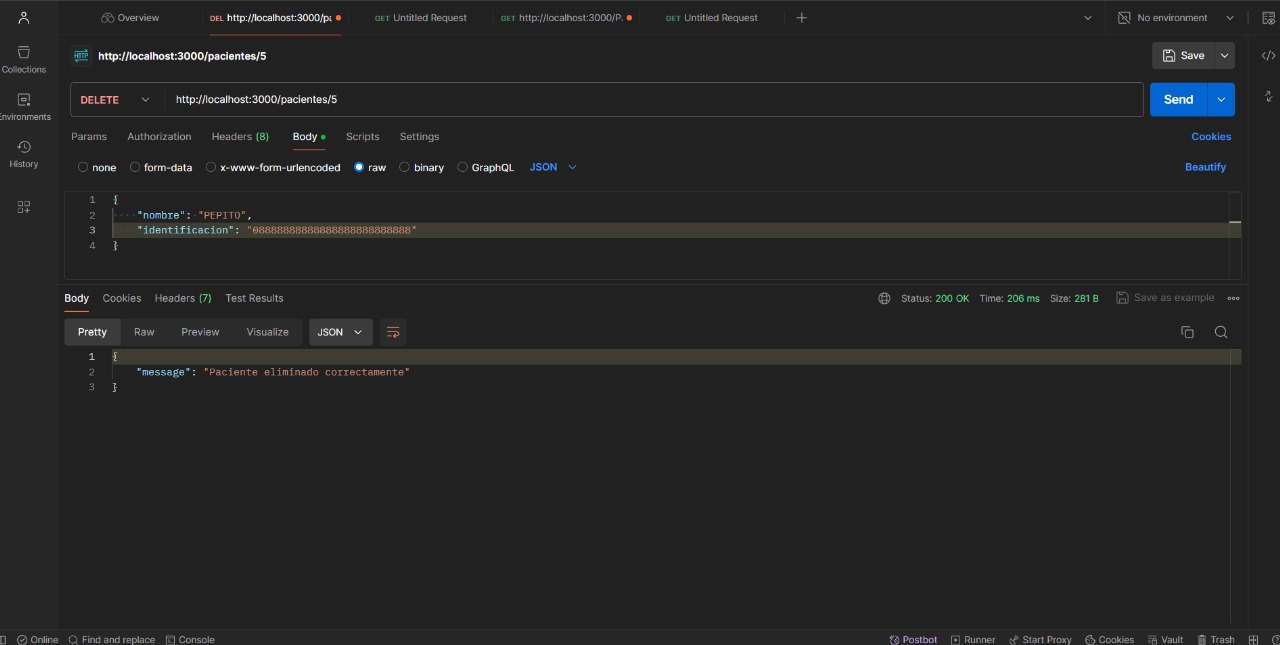 Overview
DEL http://localhost:3000/pa
GET Untitled Request
GET http://localhost:3000/P.
GET Untitled Request
No environment
Collections
Environments
History
HTTP http://localhost:3000/pacientes/5
Save
DELETE http://localhost:3000/pacientes/5
Send
Params Authorization Headers (8) Body Scripts Settings Cookies
none form-data x-www-form-urlencoded raw binary GraphQL JSON Beautify
1 {
2 "nombre": "PEPITO",
3 "identificacion": "08888888888888888888888888"
4 }
Body Cookies Headers (7) Test Results Status: 200 OK Time: 206 ms Size: 281 B Save as example
Pretty Raw Preview Visualize JSON
1 {
2 "message": "Paciente eliminado correctamente"
3 }
Online Find and replace Console Postbot Runner Start Proxy Cookies Vault Trash